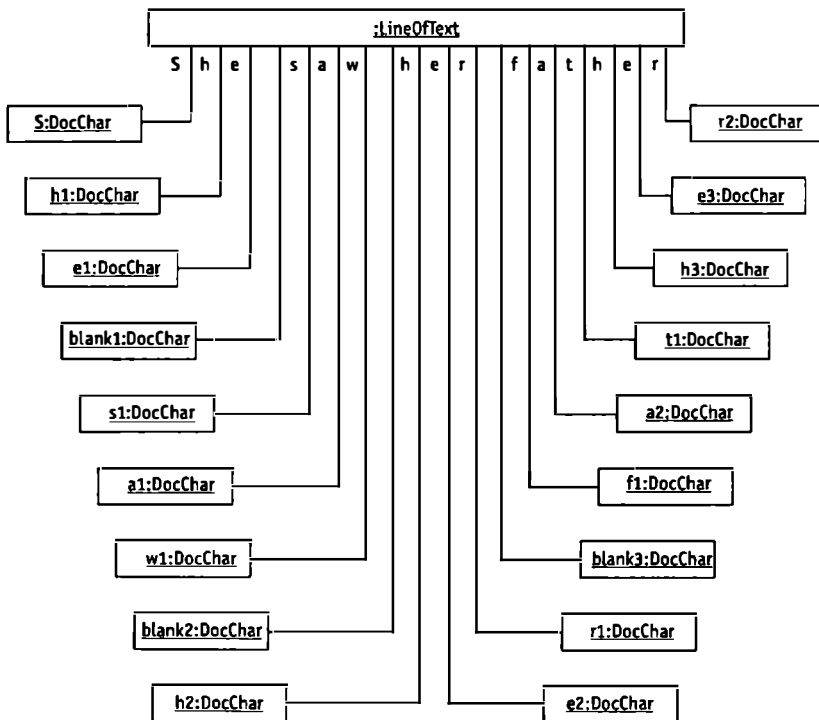 :LineOfText
S h e s a w h e r f a t h e r
S:DocChar
r2:DocChar
h1:DocChar
e3:DocChar
e1:DocChar
h3:DocChar
blank1:DocChar
t1:DocChar
s1:DocChar
a2:DocChar
a1:DocChar
f1:DocChar
w1:DocChar
blank3:DocChar
blank2:DocChar
r1:DocChar
h2:DocChar
e2:DocChar